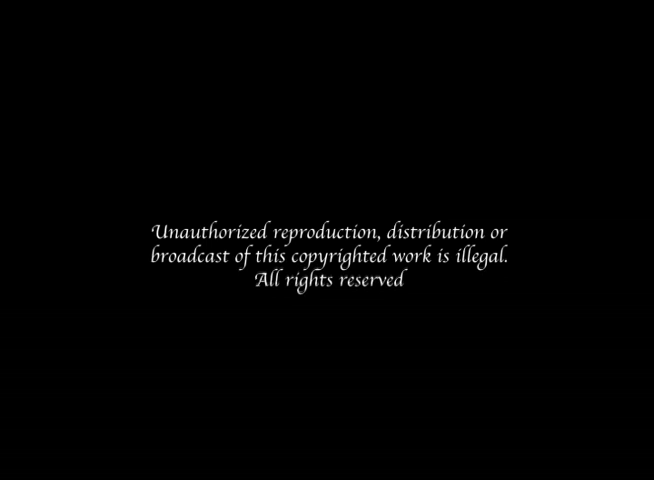 Unauthorized reproduction, distribution or
broadcast of this copyrighted work is illegal.
All rights reserved